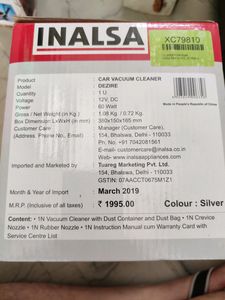 INALSA
XC79810
Made in People's Republic of China
Product : CAR VACUUM CLEANER
Model : DEZIRE
Quantity : 1 U
Voltage : 12V, DC
Power : 60 Watt
Gross / Net Weight (in Kg.) : 1.08 Kg. / 0.72 Kg.
Box Dimension LxWxH (in mm) : 350x150x165 mm
Customer Care : Manager (Customer Care),
(Address / Phone / Email) 154, Bhalswa, Delhi - 110033
Ph. No. +91 7042081561
E-mail - customercare@inalsa.co.in
www.inalsaappliances.com
Imported and Marketed by : Tuareg Marketing Pvt. Ltd.
154, Bhalswa, Delhi - 110033
GSTIN: 07AACCT0675M1Z1
Month & Year of Import : March 2019
M.R.P. (Inclusive of all taxes) : ₹ 1995.00 Colour : Silver
Content: • 1N Vacuum Cleaner with Dust Container and Dust Bag • 1N Crevice
Nozzle • 1N Rubber Nozzle • 1N Instruction Manual cum Warranty Card with
Service Centre List